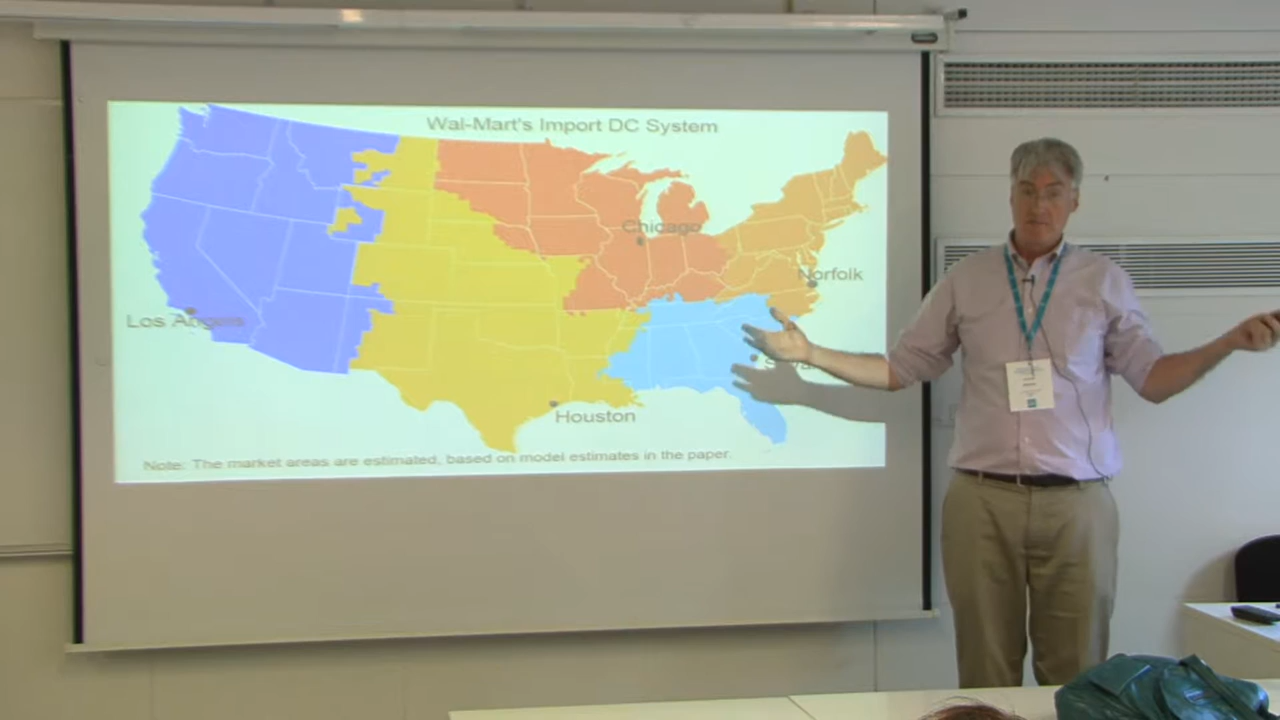 Wal-Mart's Import DC System
Chicago
Norfolk
Los Angeles
Houston
Note: The market areas are estimated, based on model estimates in the paper.